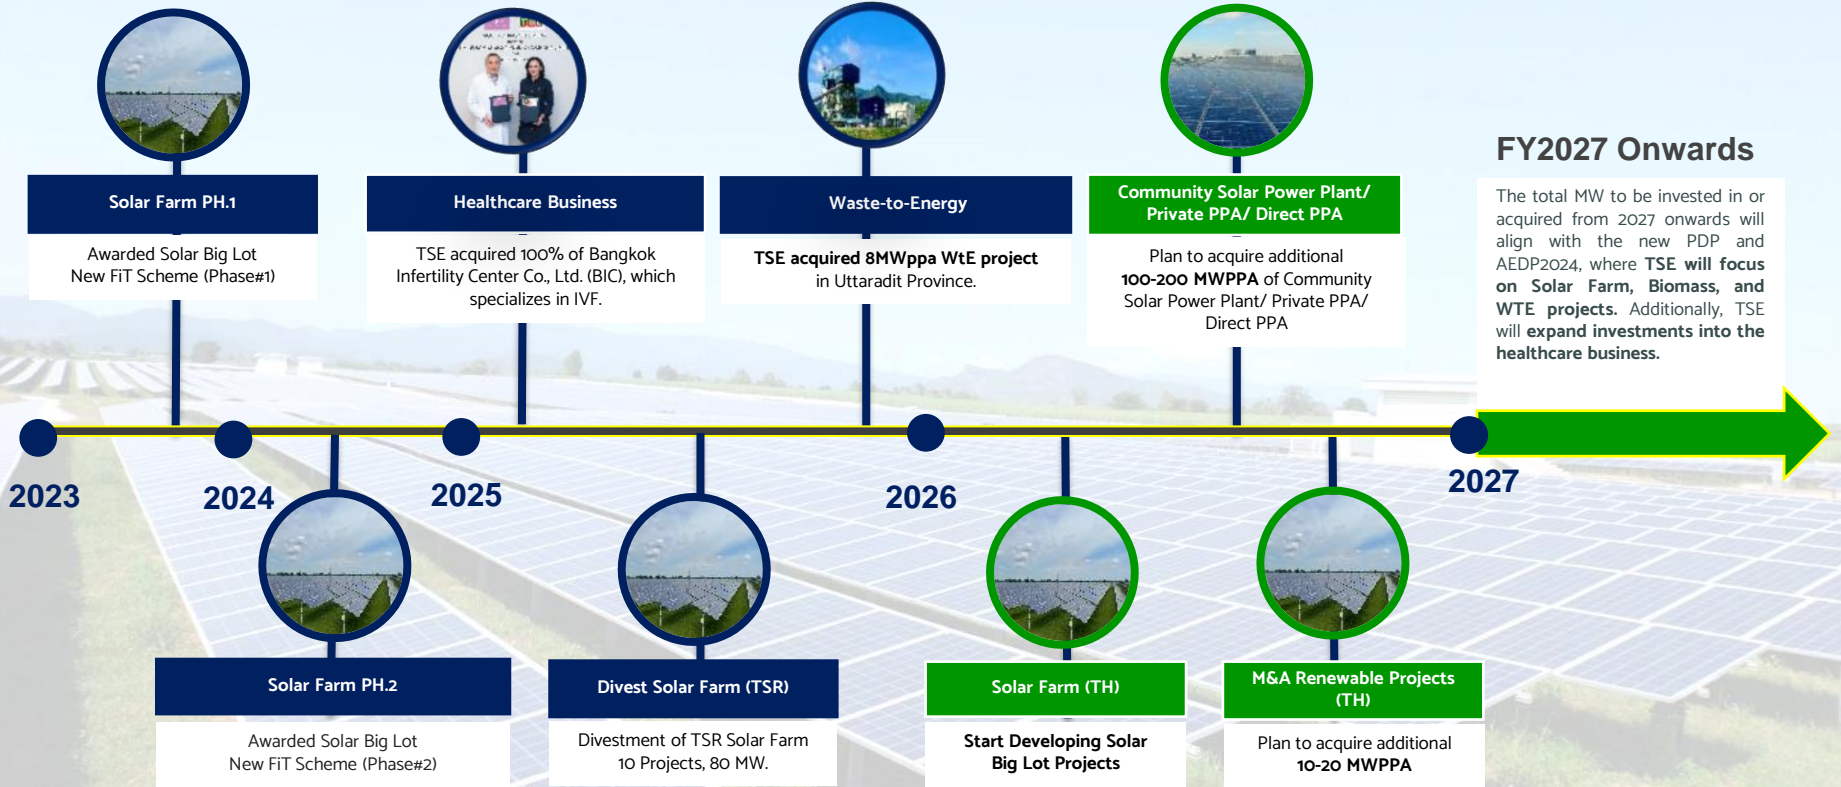 Solar Farm PH.1
Awarded Solar Big Lot
New FiT Scheme (Phase#1)
Healthcare Business
TSE acquired 100% of Bangkok
Infertility Center Co., Ltd. (BIC), which
specializes in IVF.
Waste-to-Energy
TSE acquired 8MWppa WtE project
in Uttaradit Province.
Community Solar Power Plant/
Private PPA/ Direct PPA
Plan to acquire additional
100-200 MWPPA of Community
Solar Power Plant/ Private PPA/
Direct PPA
FY2027 Onwards
The total MW to be invested in or
acquired from 2027 onwards will
align with the new PDP and
AEDP2024, where TSE will focus
on Solar Farm, Biomass, and
WTE projects. Additionally, TSE
will expand investments into the
healthcare business.
2023
2024
2025
2026
2027
Solar Farm PH.2
Awarded Solar Big Lot
New FiT Scheme (Phase#2)
Divest Solar Farm (TSR)
Divestment of TSR Solar Farm
10 Projects, 80 MW.
Solar Farm (TH)
Start Developing Solar
Big Lot Projects
M&A Renewable Projects
(TH)
Plan to acquire additional
10-20 MWPPA